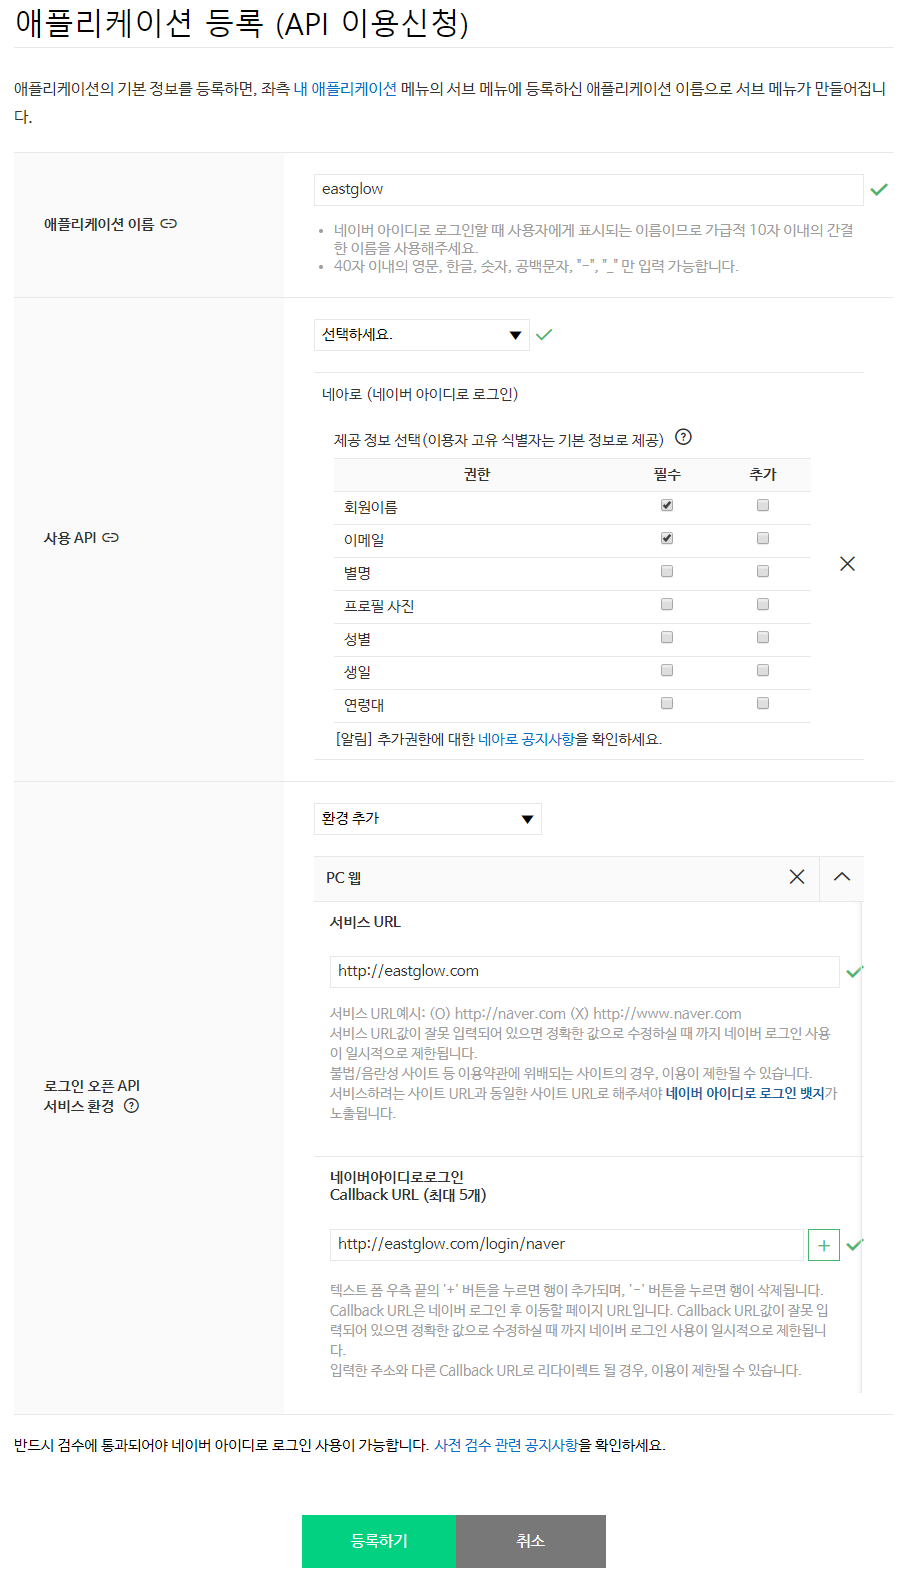 애플리케이션 등록 (API 이용신청)
애플리케이션의 기본 정보를 등록하면, 좌측 내 애플리케이션 메뉴의 서브 메뉴에 등록하신 애플리케이션 이름으로 서브 메뉴가 만들어집니
다.
애플리케이션 이름
eastglow
네이버 아이디로 로그인할 때 사용자에게 표시되는 이름이므로 가급적 10자 이내의 간결
한 이름을 사용해주세요.
40자 이내의 영문, 한글, 숫자, 공백문자, "-", "_" 만 입력 가능합니다.
사용 API
선택하세요.
네아로 (네이버 아이디로 로그인)
제공 정보 선택(이용자 고유 식별자는 기본 정보로 제공)
권한 필수 추가
회원이름
이메일
별명
프로필 사진
성별
생일
연령대
[알림] 추가권한에 대한 네아로 공지사항을 확인하세요.
로그인 오픈 API
서비스 환경
환경 추가
PC 웹
서비스 URL
http://eastglow.com
서비스 URL예시: (O) http://naver.com (X) http://www.naver.com
서비스 URL값이 잘못 입력되어 있으면 정확한 값으로 수정하실 때 까지 네이버 로그인 사용
이 일시적으로 제한됩니다.
불법/음란성 사이트 등 이용약관에 위배되는 사이트의 경우, 이용이 제한될 수 있습니다.
서비스하려는 사이트 URL과 동일한 사이트 URL로 해주셔야 네이버 아이디로 로그인 뱃지가
노출됩니다.
네이버아이디로로그인
Callback URL (최대 5개)
http://eastglow.com/login/naver
텍스트 폼 우측 끝의 '+' 버튼을 누르면 행이 추가되며, '-' 버튼을 누르면 행이 삭제됩니다.
Callback URL은 네이버 로그인 후 이동할 페이지 URL입니다. Callback URL값이 잘못 입
력되어 있으면 정확한 값으로 수정하실 때 까지 네이버 로그인 사용이 일시적으로 제한됩니
다.
입력한 주소와 다른 Callback URL로 리다이렉트 될 경우, 이용이 제한될 수 있습니다.
반드시 검수에 통과되어야 네이버 아이디로 로그인 사용이 가능합니다. 사전 검수 관련 공지사항을 확인하세요.
등록하기 취소